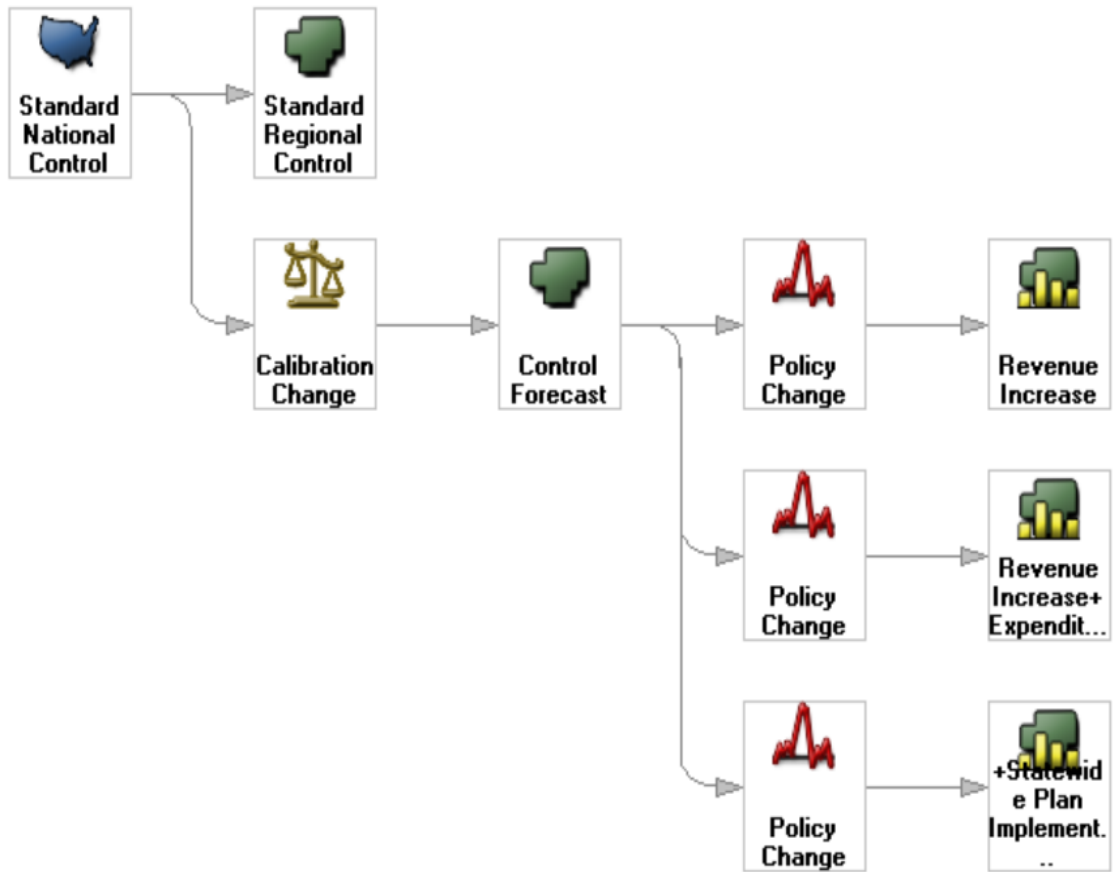 Standard
National
Control
Standard
Regional
Control
Calibration
Change
Control
Forecast
Policy
Change
Revenue
Increase
Policy
Change
Revenue
Increase+
Expendit...
Policy
Change
+Statewid
e Plan
Implement.
..